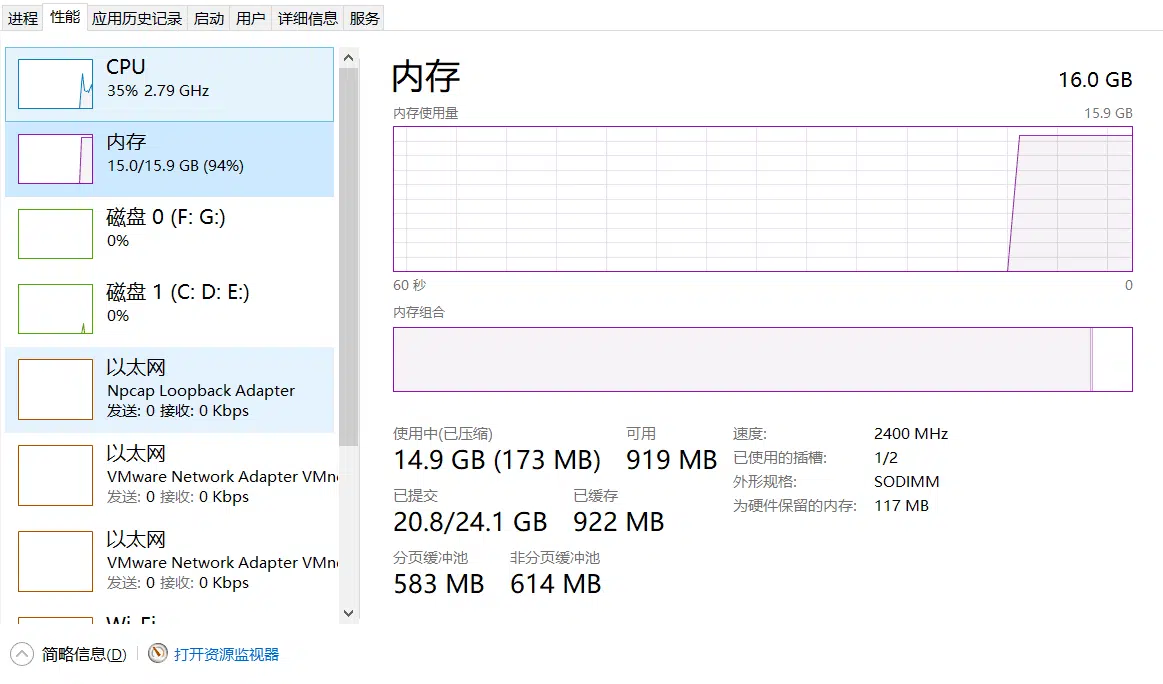 进程 性能 应用历史记录 启动 用户 详细信息 服务
CPU
35% 2.79 GHz
内存
15.0/15.9 GB (94%)
磁盘 0 (F: G:)
0%
磁盘 1 (C: D: E:)
0%
以太网
Npcap Loopback Adapter
发送: 0 接收: 0 Kbps
以太网
VMware Network Adapter VMn
发送: 0 接收: 0 Kbps
以太网
VMware Network Adapter VMn
发送: 0 接收: 0 Kbps
Wi-Fi
内存 16.0 GB
内存使用量 15.9 GB
60 秒 0
内存组合
使用中(已压缩) 可用
14.9 GB (173 MB) 919 MB
已提交 已缓存
20.8/24.1 GB 922 MB
分页缓冲池 非分页缓冲池
583 MB 614 MB
速度: 2400 MHz
已使用的插槽: 1/2
外形规格: SODIMM
为硬件保留的内存: 117 MB
简略信息(D) 打开资源监视器